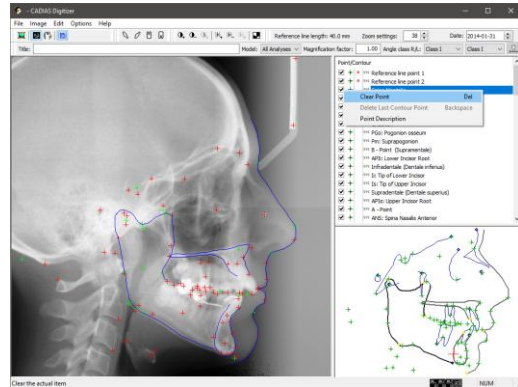 - CADIAS Digitizer
File Image Edit Options Help
Reference line length: 40.0 mm Zoom settings: 38 Date: 2014-01-31
Title: Model: All Analyses Magnification factor: 1.00 Angle class R/L: Class I Class I
Point/Contour
*** Reference line point 1
*** Reference line point 2
Clear Point Del
Delete Last Contour Point Backspace
Point Description
*** PGo: Pogonion osseum
*** Pm: Suprapogonion
*** B - Point (Supramentale)
*** APIi: Lower Incisor Root
*** Infradentale (Dentale inferius)
*** Ii: Tip of Lower Incisor
*** Is: Tip of Upper Incisor
*** Supradentale (Dentale superius)
*** APIs: Upper Incisor Root
*** A - Point
*** ANS: Spina Nasalis Anterior
Clear the actual item
NUM